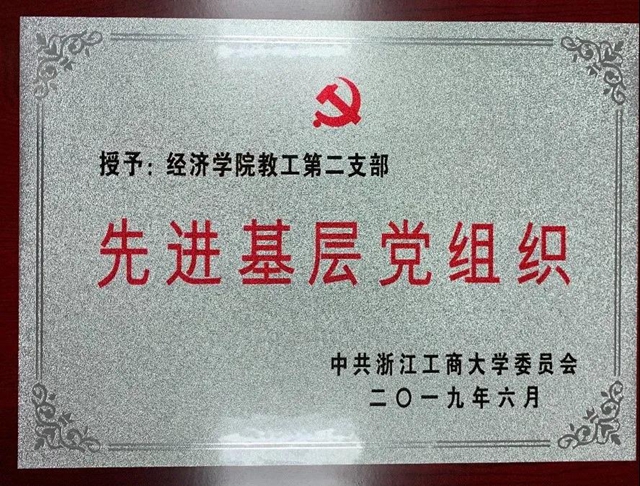 授予：经济学院教工第二支部
先进基层党组织
中共浙江工商大学委员会
二〇一九年六月